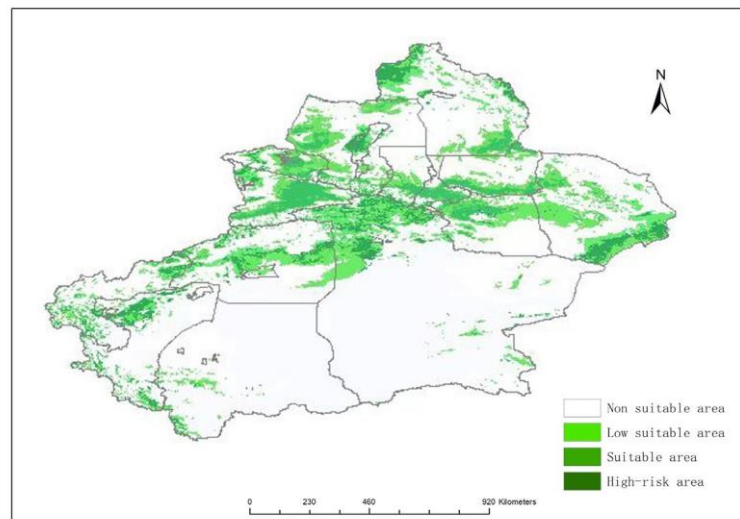 N
Non suitable area
Low suitable area
Suitable area
High-risk area
0 230 460 920 Kilometers